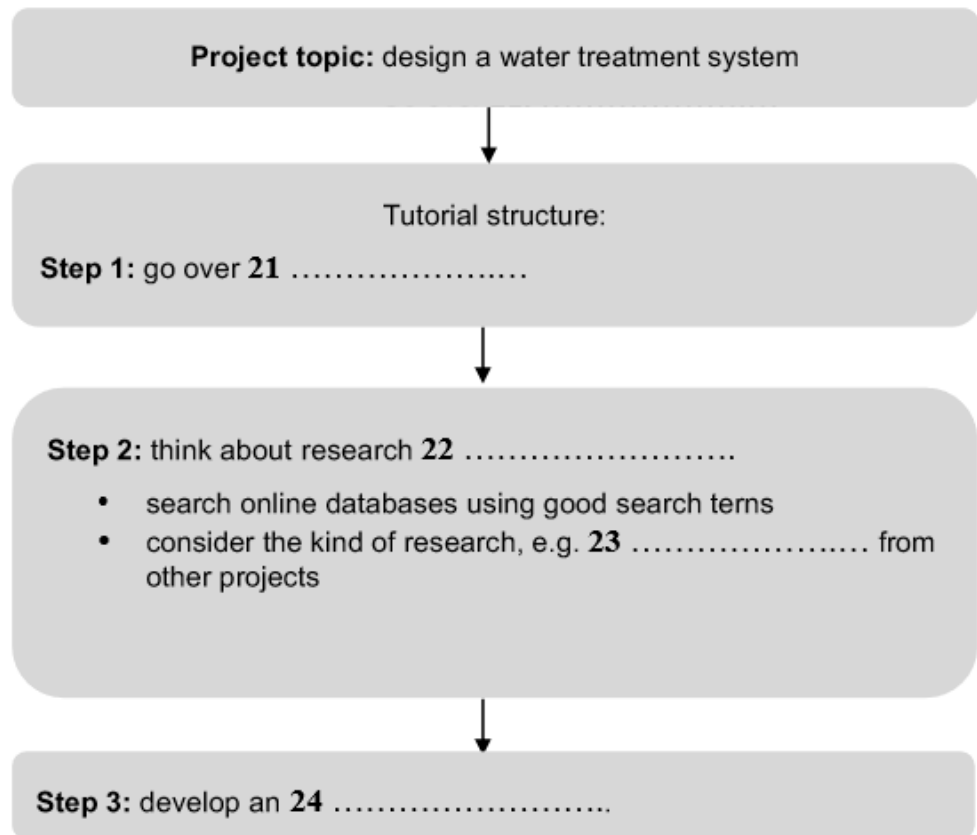 Project topic: design a water treatment system
Tutorial structure:
Step 1: go over 21 ………………….…
Step 2: think about research 22 ……………………….
• search online databases using good search terns
• consider the kind of research, e.g. 23 ………………….… from
other projects
Step 3: develop an 24 ………………………..